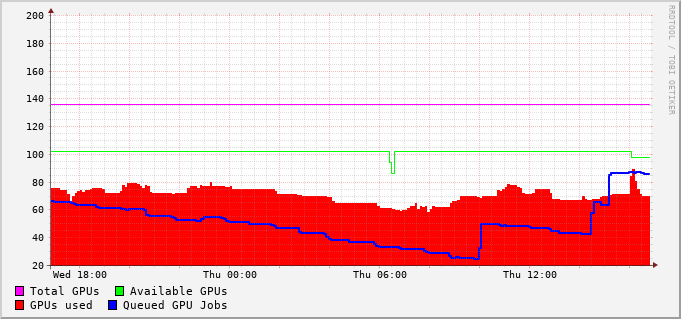 200
180
160
140
120
100
80
60
40
20
Wed 18:00 Thu 00:00 Thu 06:00 Thu 12:00
Total GPUs Available GPUs
GPUs used Queued GPU Jobs
RRDTOOL / TOBI OETIKER